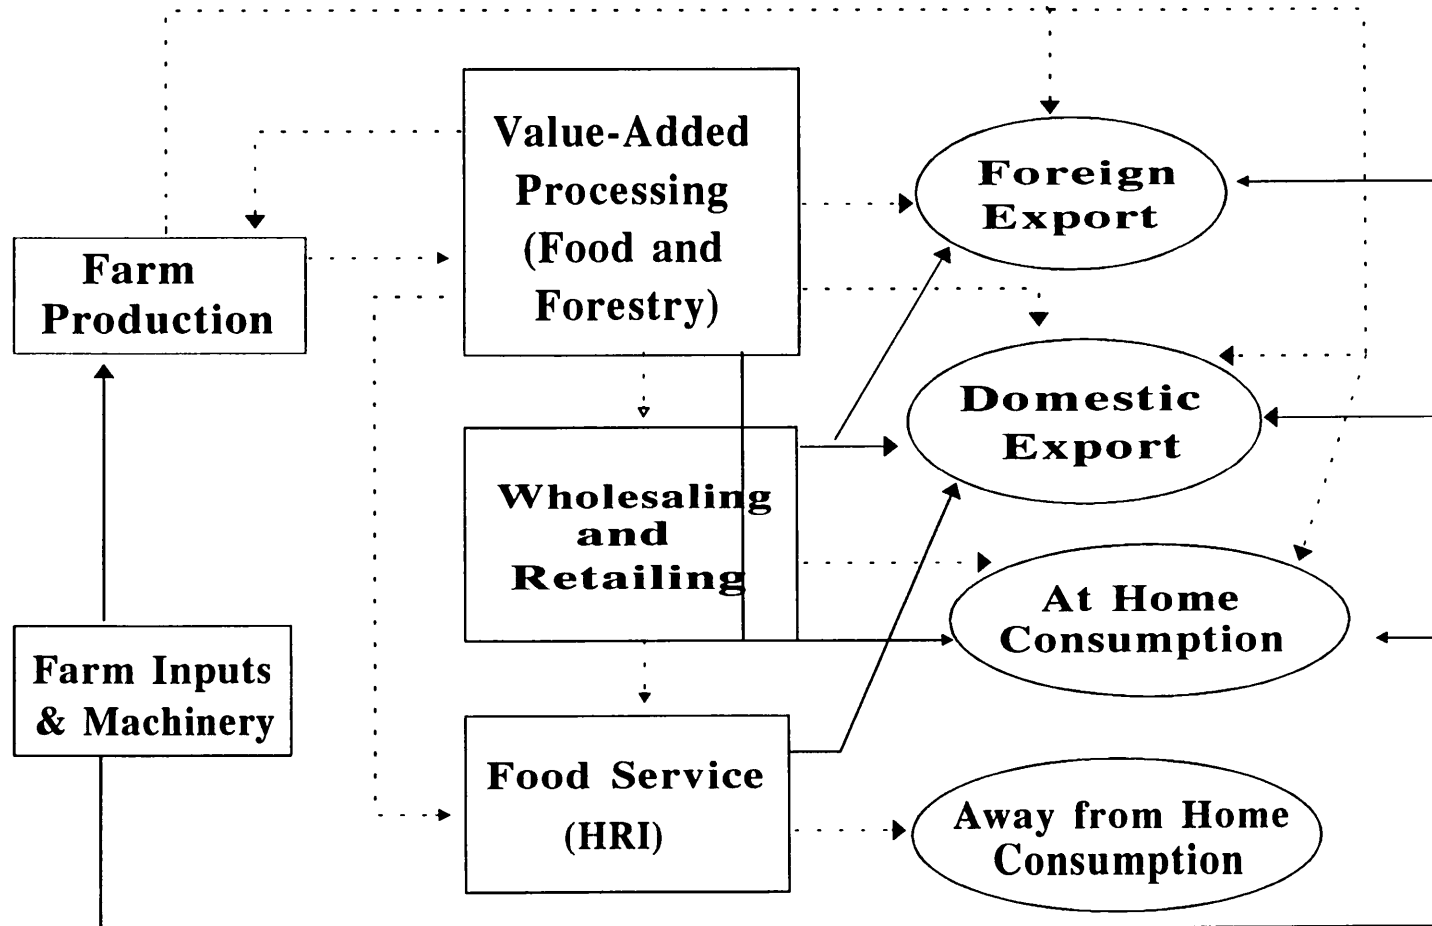 Value-Added
Processing
(Food and
Forestry)
Foreign
Export
Farm
Production
Domestic
Export
Wholesaling
and
Retailing
At Home
Consumption
Farm Inputs
& Machinery
Food Service
(HRI)
Away from Home
Consumption